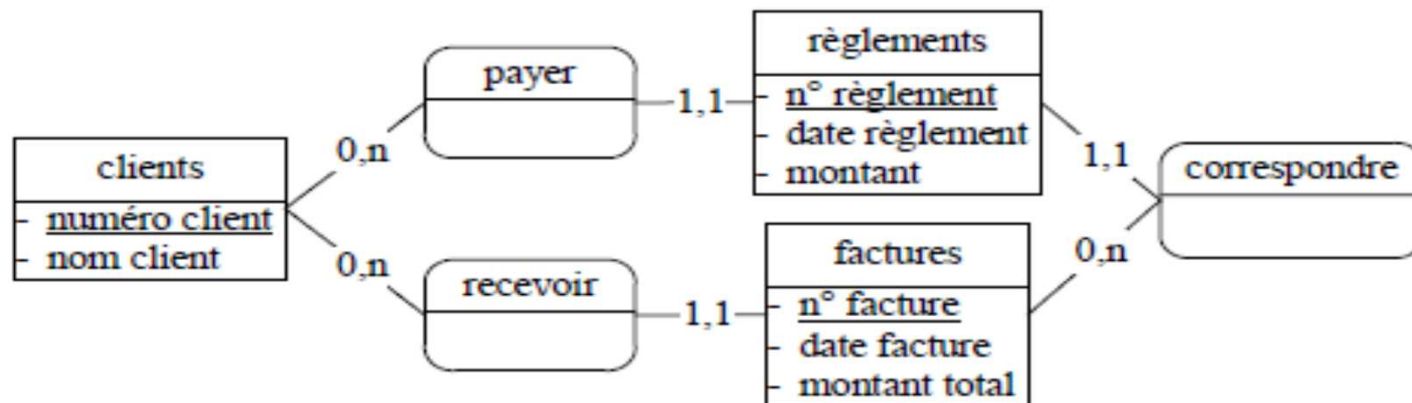 clients
- numéro client
- nom client
0,n
payer
1,1
règlements
- n° règlement
- date règlement
- montant
1,1
correspondre
0,n
recevoir
1,1
factures
- n° facture
- date facture
- montant total
0,n